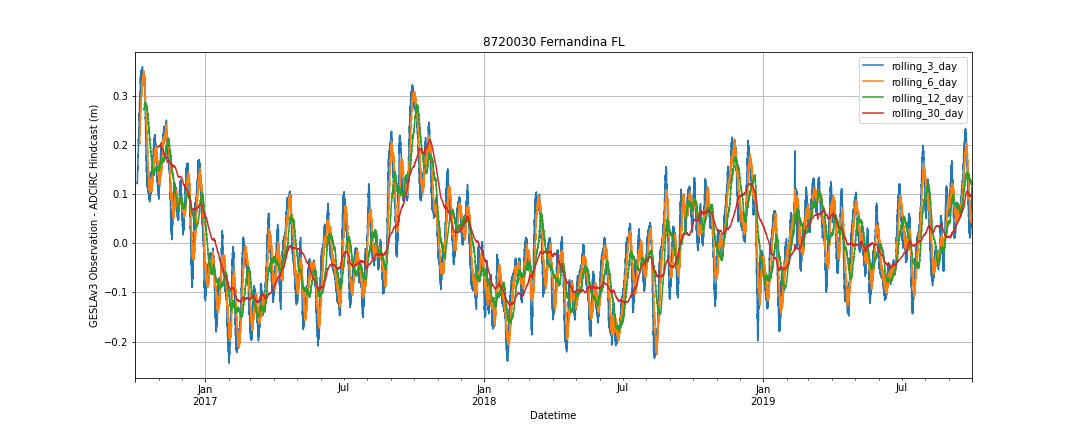 8720030 Fernandina FL
rolling_3_day
rolling_6_day
rolling_12_day
rolling_30_day
GESLAv3 Observation - ADCIRC Hindcast (m)
0.3
0.2
0.1
0.0
−0.1
−0.2
Jan
2017
Jul
Jan
2018
Jul
Jan
2019
Jul
Datetime